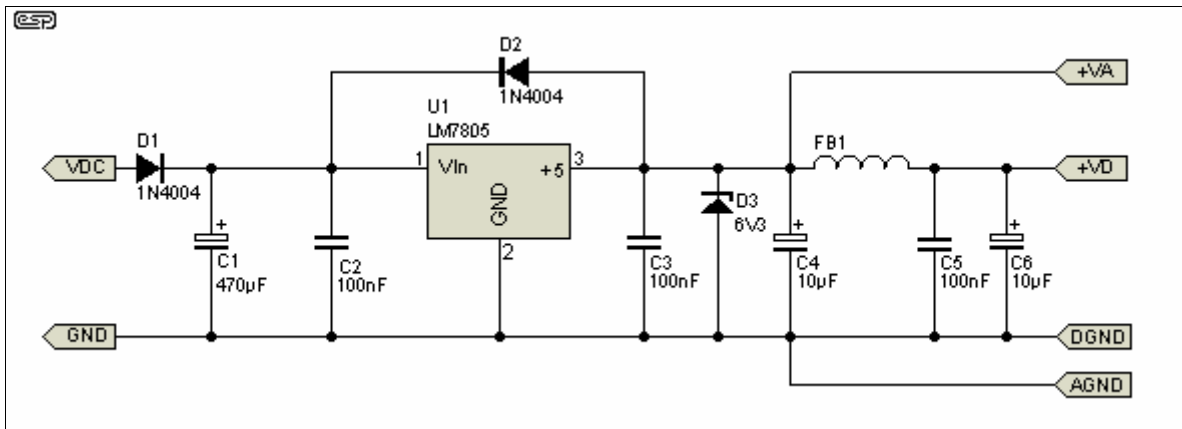 esp
D2
1N4004
+VA
U1
LM7805
D1
FB1
VDC
1N4004
1
VIn
+5
3
+VD
GND
D3
6V3
2
C1
470µF
C2
100nF
C3
100nF
C4
10µF
C5
100nF
C6
10µF
GND
DGND
AGND